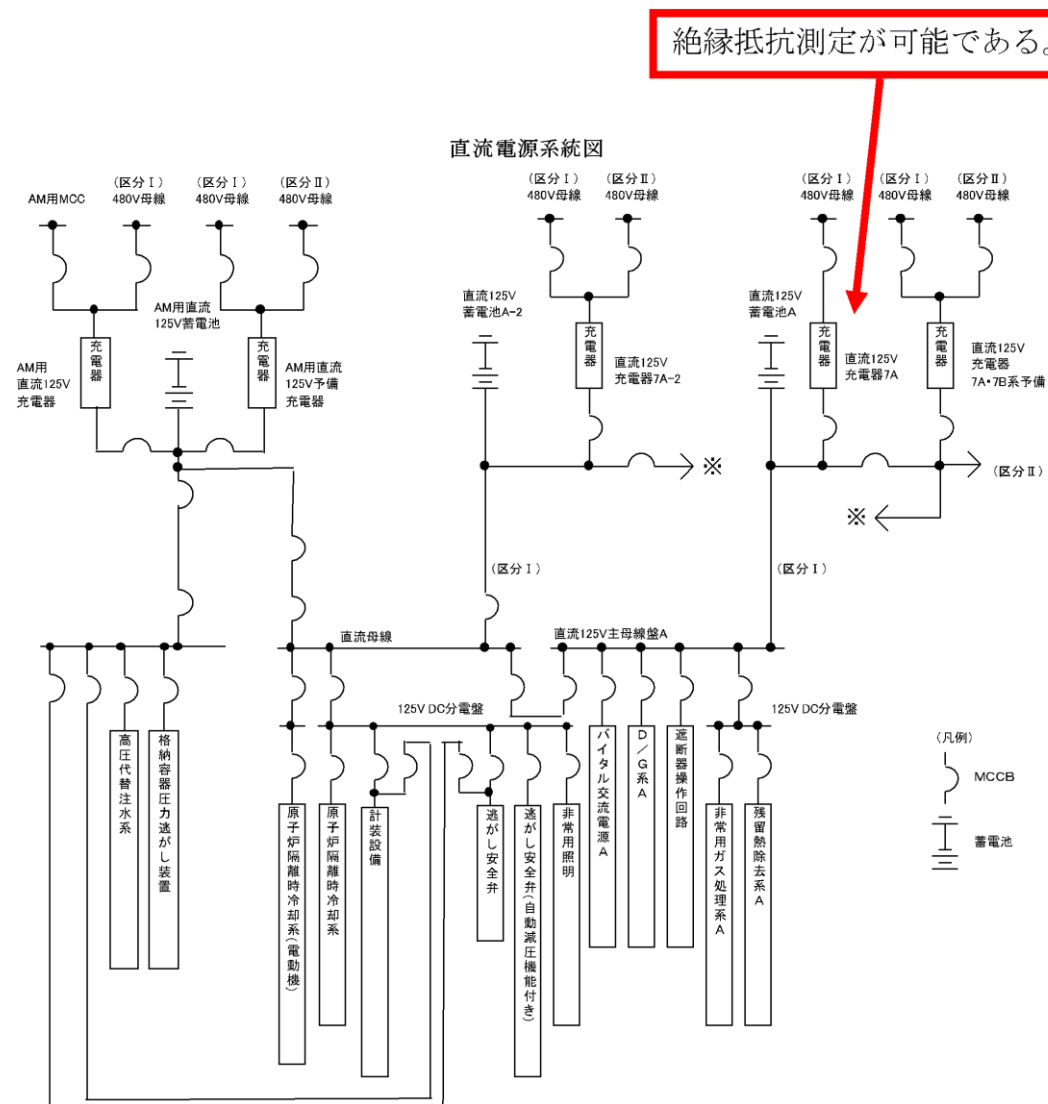 絶縁抵抗測定が可能である。
直流電源系統図
AM用MCC
(区分Ⅰ)
480V母線
(区分Ⅰ)
480V母線
(区分Ⅱ)
480V母線
(区分Ⅰ)
480V母線
(区分Ⅱ)
480V母線
(区分Ⅰ)
480V母線
(区分Ⅰ)
480V母線
(区分Ⅱ)
480V母線
AM用
直流125V
充電器
充電器
AM用直流
125V蓄電池
充電器
AM用直流
125V予備
充電器
直流125V
蓄電池A-2
充電器
直流125V
充電器7A-2
直流125V
蓄電池A
充電器
直流125V
充電器7A
充電器
直流125V
充電器
7A・7B系予備
※
(区分Ⅱ)
※
(区分Ⅰ)
(区分Ⅰ)
直流母線
直流125V主母線盤A
125V DC分電盤
125V DC分電盤
高圧代替注水系
格納容器圧力逃がし装置
原子炉隔離時冷却系(電動機)
原子炉隔離時冷却系
計装設備
逃がし安全弁
逃がし安全弁(自動減圧機能付き)
非常用照明
バイタル交流電源A
D/G系A
遮断器操作回路
非常用ガス処理系A
残留熱除去系A
(凡例)
MCCB
蓄電池